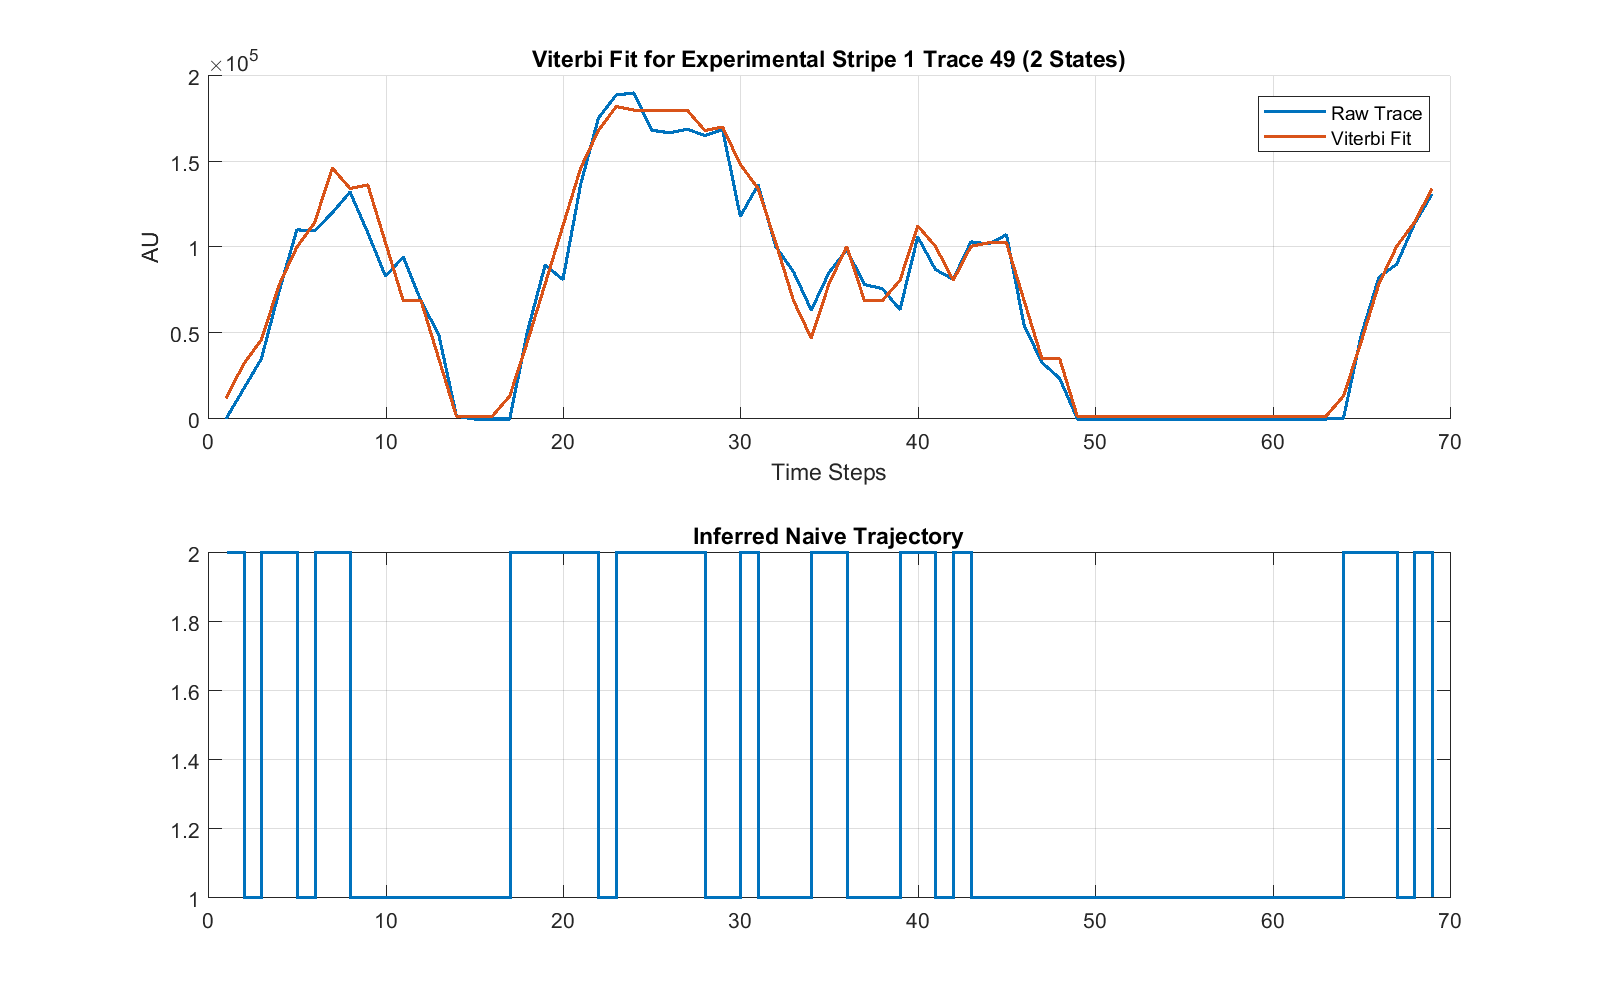 Viterbi Fit for Experimental Stripe 1 Trace 49 (2 States)
×10^5
2
1.5
1
0.5
0
AU
Raw Trace
Viterbi Fit
0 10 20 30 40 50 60 70
Time Steps
Inferred Naive Trajectory
2
1.8
1.6
1.4
1.2
1
0 10 20 30 40 50 60 70